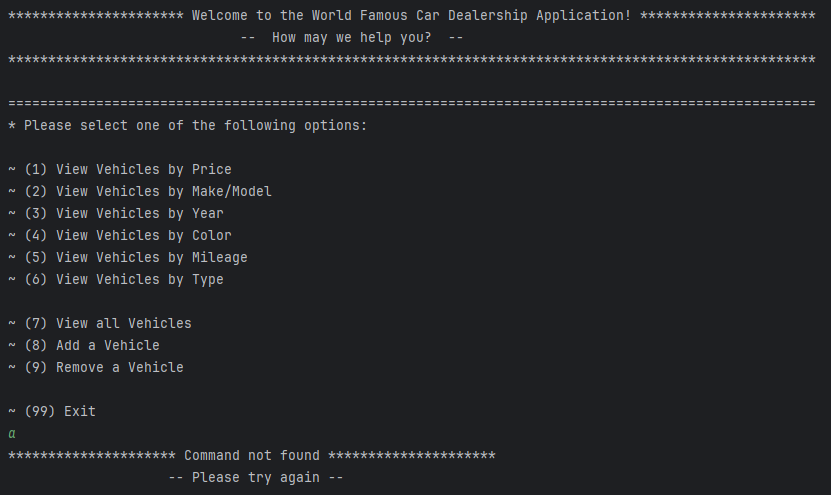 ********************** Welcome to the World Famous Car Dealership Application! **********************
-- How may we help you? --
*****************************************************************************************************
=====================================================================================================
* Please select one of the following options:
~ (1) View Vehicles by Price
~ (2) View Vehicles by Make/Model
~ (3) View Vehicles by Year
~ (4) View Vehicles by Color
~ (5) View Vehicles by Mileage
~ (6) View Vehicles by Type
~ (7) View all Vehicles
~ (8) Add a Vehicle
~ (9) Remove a Vehicle
~ (99) Exit
a
********************* Command not found *********************
-- Please try again --